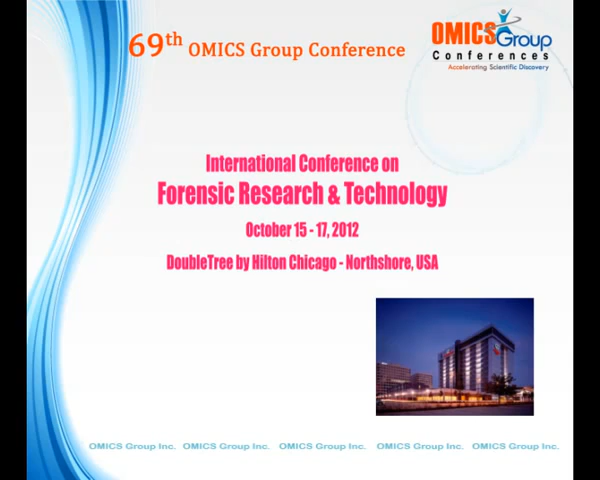 69th OMICS Group Conference
OMICS Group
Conferences
Accelerating Scientific Discovery
International Conference on
Forensic Research & Technology
October 15 - 17, 2012
DoubleTree by Hilton Chicago - Northshore, USA
OMICS Group Inc. OMICS Group Inc. OMICS Group Inc. OMICS Group Inc. OMICS Group Inc.